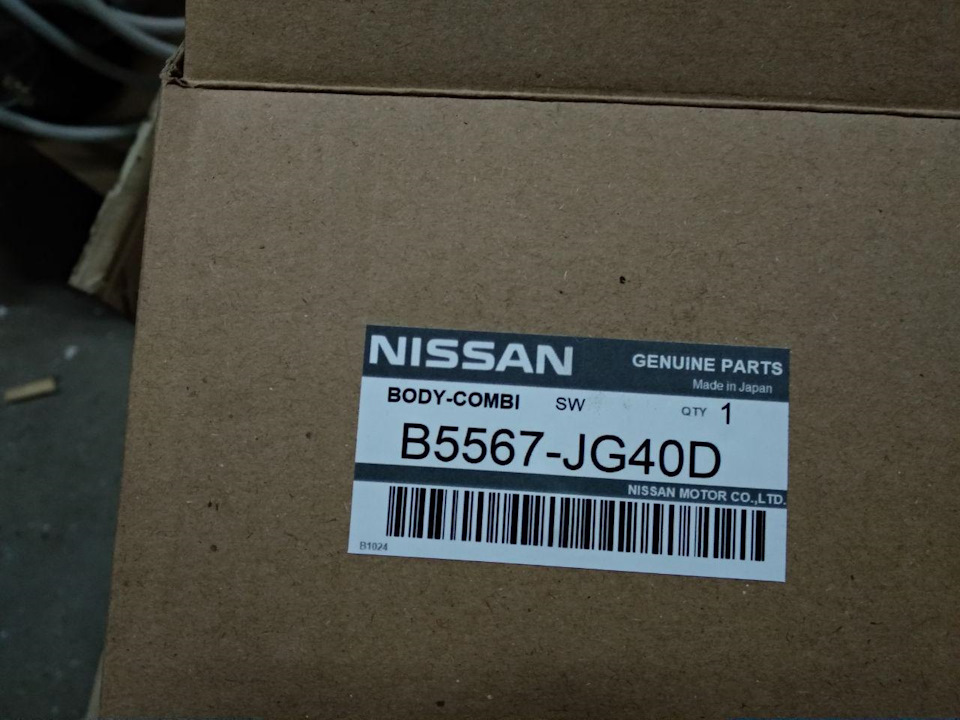 NISSAN GENUINE PARTS
Made in Japan
BODY-COMBI SW QTY 1
B5567-JG40D
NISSAN MOTOR CO.,LTD.
B1024